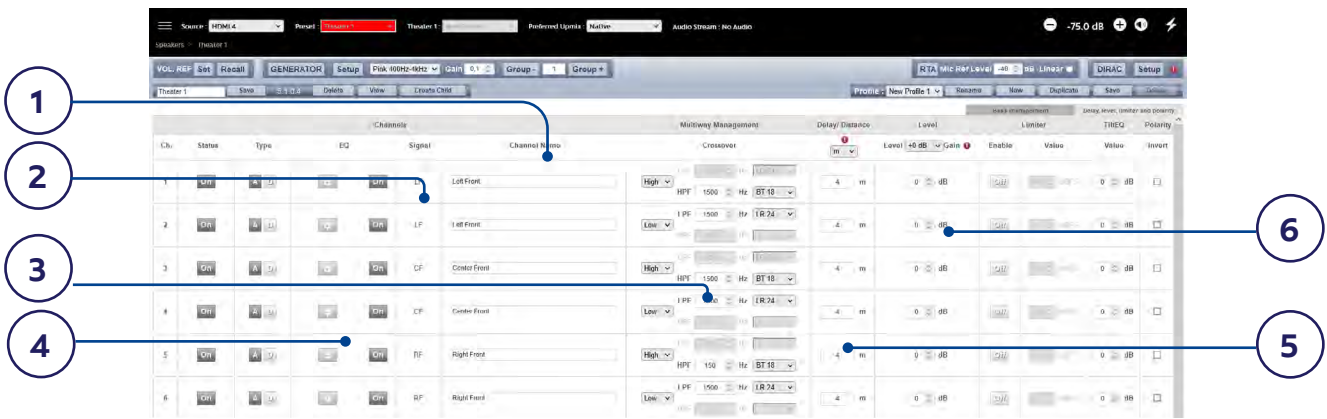 Source : HDMI 4 Preset : Theater 1 Theater 1 : Preferred Upmix : Native Audio Stream : No Audio -75.0 dB
Speakers > Theater 1
VOL. REF Set Recall GENERATOR Setup Pink 400Hz-4kHz Gain 0,1 Group - 1 Group + RTA Mic Ref Level -40 dB Linear DIRAC Setup
Theater 1 Save Delete View Create Child Profile : New Profile 1 Rename New Duplicate Save Delete
Delay, level, limiter and polarity
Channels Multiway Management Delay/ Distance Level Limiter TiltEQ Polarity
Ch. Status Type EQ Signal Channel Name Crossover m Level +0 dB Gain Enable Value Value Invert
1 On A D On LF Left Front High HPF 1500 Hz BT 18 4 m 0 dB Off 0 dB
2 On A D On LF Left Front Low LPF 1500 Hz LR 24 4 m 0 dB Off 0 dB
3 On A D On CF Center Front High HPF 1500 Hz BT 18 4 m 0 dB Off 0 dB
4 On A D On CF Center Front Low LPF Hz LR 24 4 m 0 dB Off 0 dB
5 On A D On RF Right Front High HPF 150 Hz BT 18 4 m 0 dB Off 0 dB
6 On A D On RF Right Front Low LPF 1500 Hz LR 24 4 m 0 dB Off 0 dB
1
2
3
4
5
6